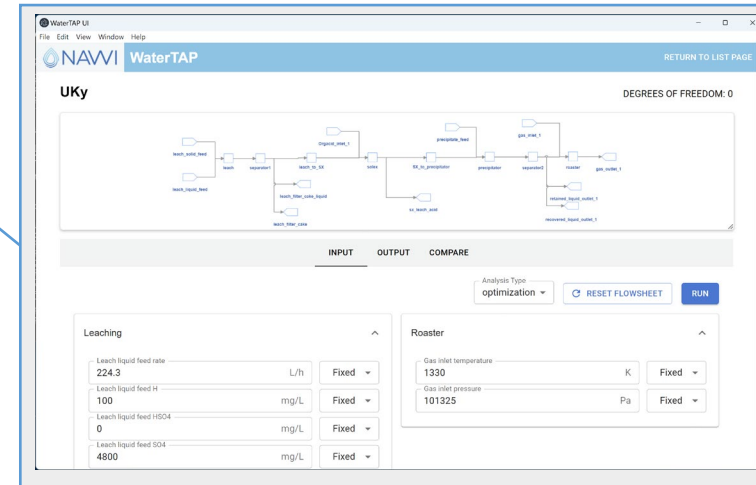 WaterTAP UI
File Edit View Window Help
NAWI WaterTAP RETURN TO LIST PAGE
UKy DEGREES OF FREEDOM: 0
leach_solid_feed
leach_liquid_feed
leach
separator1
leach_filter_cake_liquid
leach_filter_cake
leach_to_SX
Organic_inlet_1
solex
sc_leach_acid
SX_to_precipitator
precipitate_feed
precipitator
separator2
gas_inlet_1
roaster
gas_outlet_1
recovered_liquid_outlet_1
INPUT OUTPUT COMPARE
Analysis Type
optimization RESET FLOWSHEET RUN
Leaching
Leach liquid feed rate
224.3 L/h Fixed
Leach liquid feed H
100 mg/L Fixed
Leach liquid feed HSO4
0 mg/L Fixed
Leach liquid feed SO4
4800 mg/L Fixed
Roaster
Gas inlet temperature
1330 K Fixed
Gas inlet pressure
101325 Pa Fixed